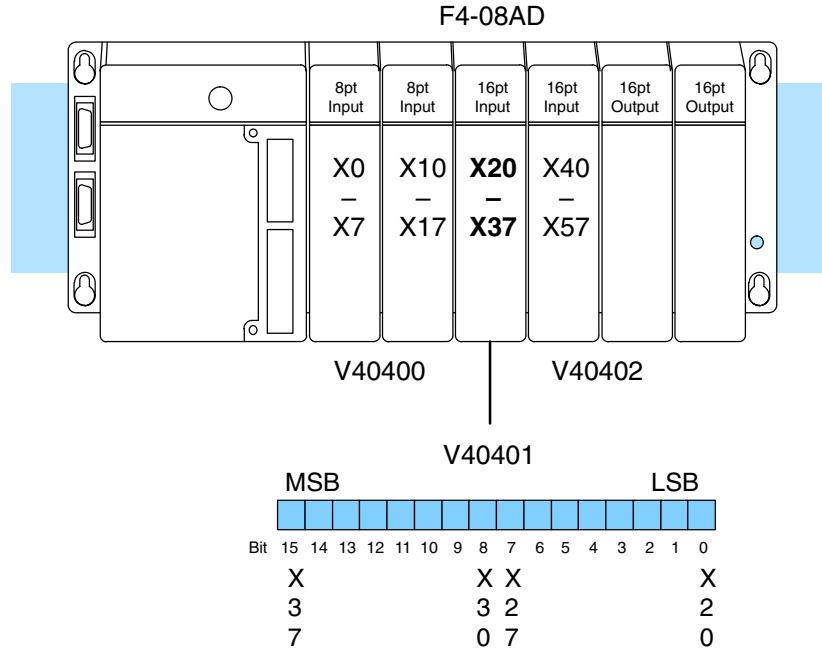 F4-08AD
8pt Input
8pt Input
16pt Input
16pt Input
16pt Output
16pt Output
X0 – X7
X10 – X17
X20 – X37
X40 – X57
V40400
V40402
V40401
MSB LSB
Bit 15 14 13 12 11 10 9 8 7 6 5 4 3 2 1 0
X X X X
3 3 2 2
7 0 7 0